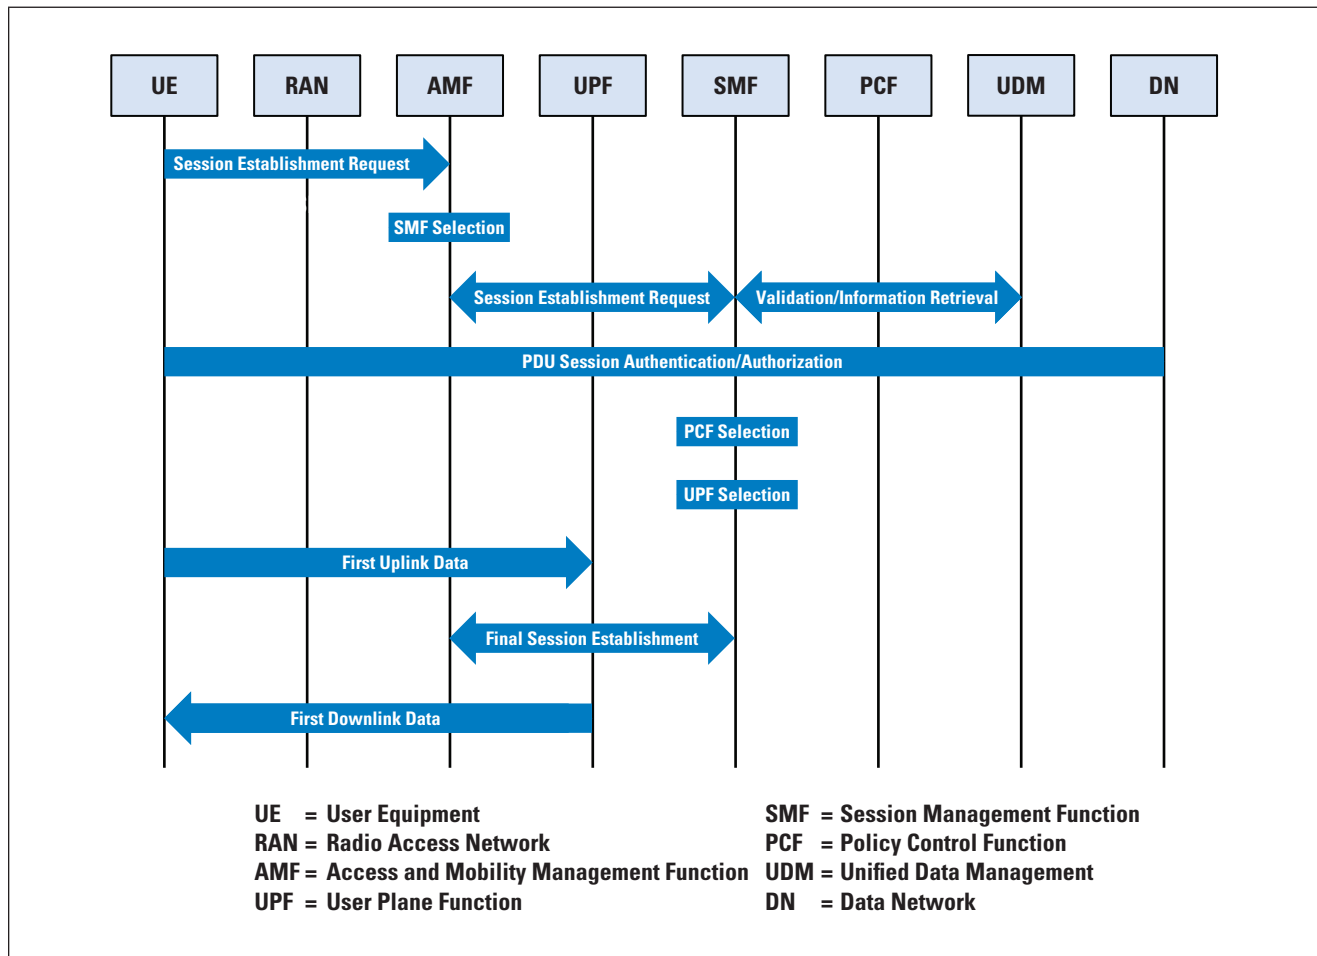 UE RAN AMF UPF SMF PCF UDM DN
Session Establishment Request
SMF Selection
Session Establishment Request Validation/Information Retrieval
PDU Session Authentication/Authorization
PCF Selection
UPF Selection
First Uplink Data
Final Session Establishment
First Downlink Data
UE = User Equipment
RAN = Radio Access Network
AMF = Access and Mobility Management Function
UPF = User Plane Function
SMF = Session Management Function
PCF = Policy Control Function
UDM = Unified Data Management
DN = Data Network